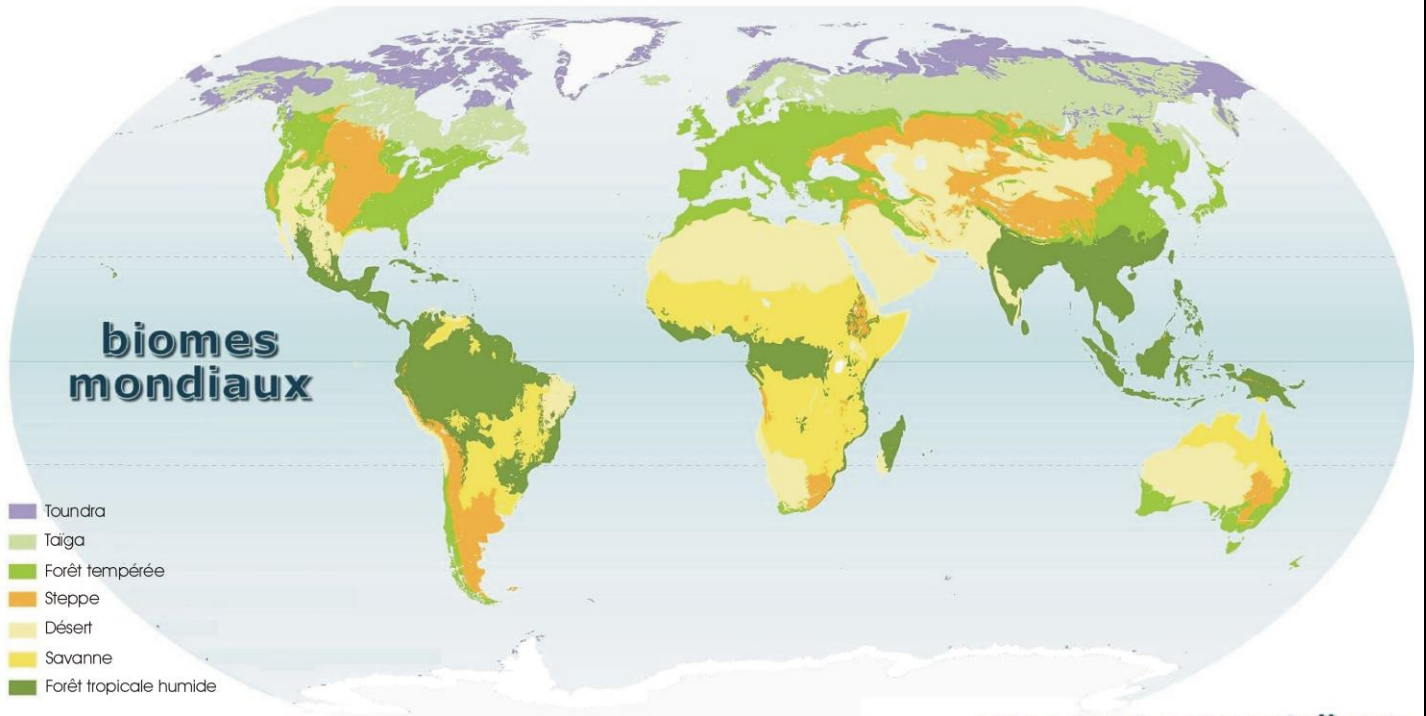 biomes
mondiaux
Toundra
Taïga
Forêt tempérée
Steppe
Désert
Savanne
Forêt tropicale humide